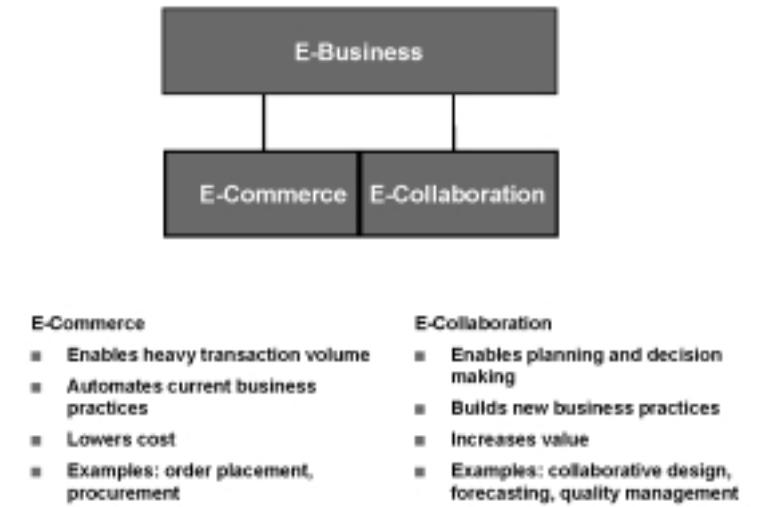 E-Business
E-Commerce
E-Collaboration
E-Commerce
Enables heavy transaction volume
Automates current business
practices
Lowers cost
Examples: order placement,
procurement
E-Collaboration
Enables planning and decision
making
Builds new business practices
Increases value
Examples: collaborative design,
forecasting, quality management